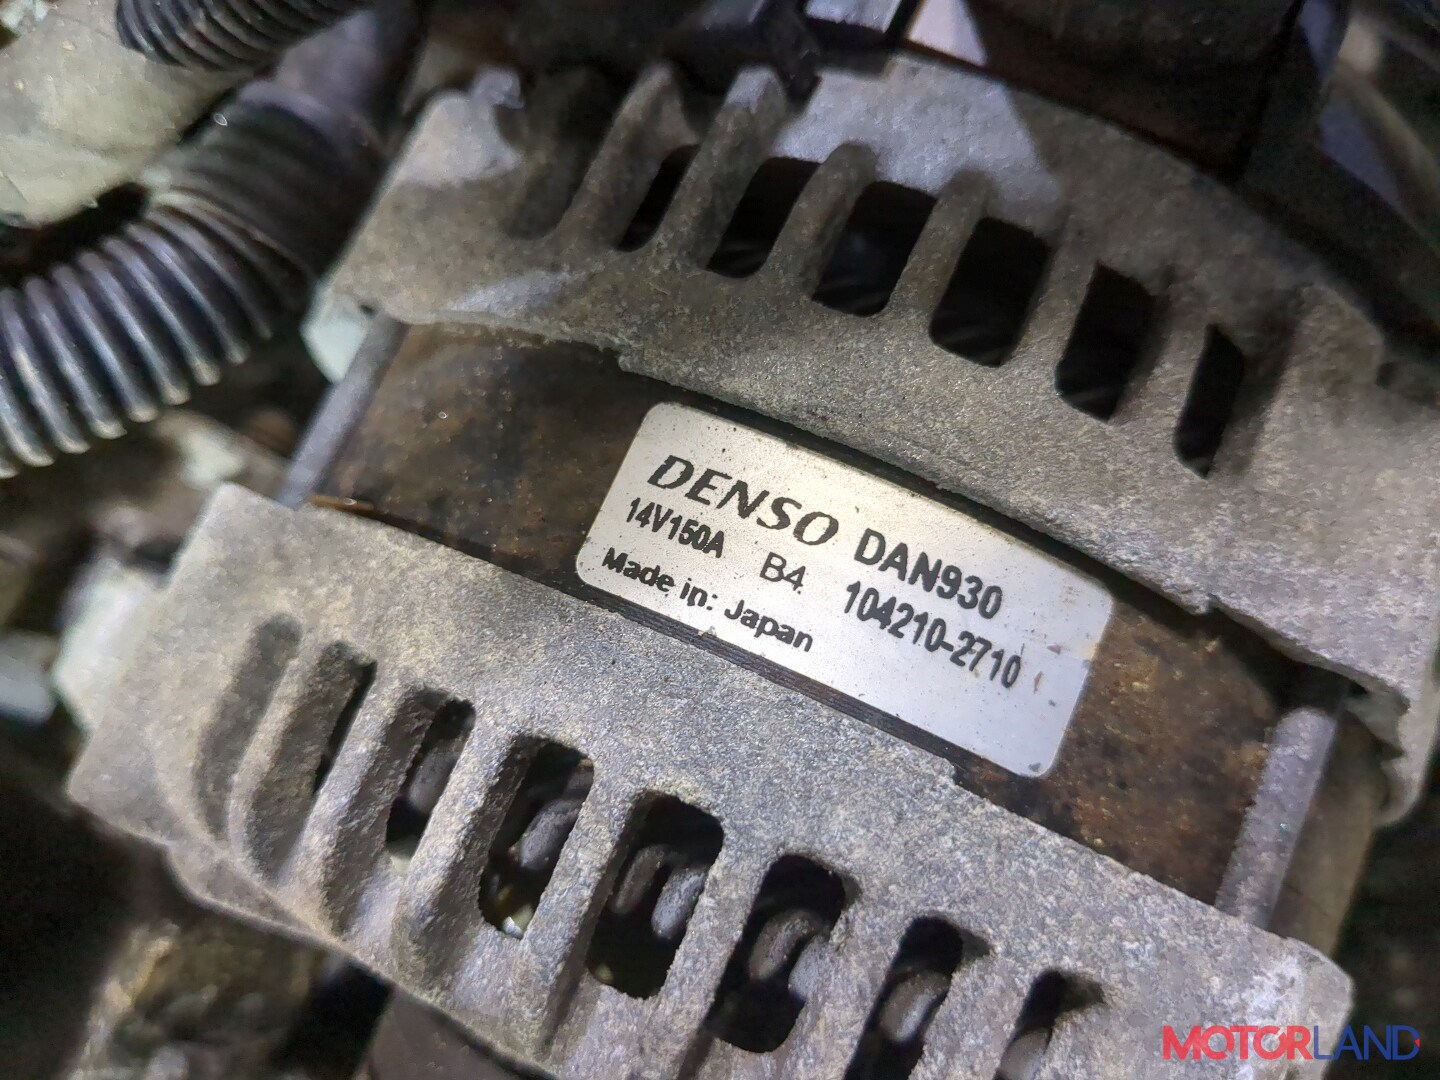 DENSO DAN930
14V150A B4 104210-2710
Made in: Japan
MOTORLAND